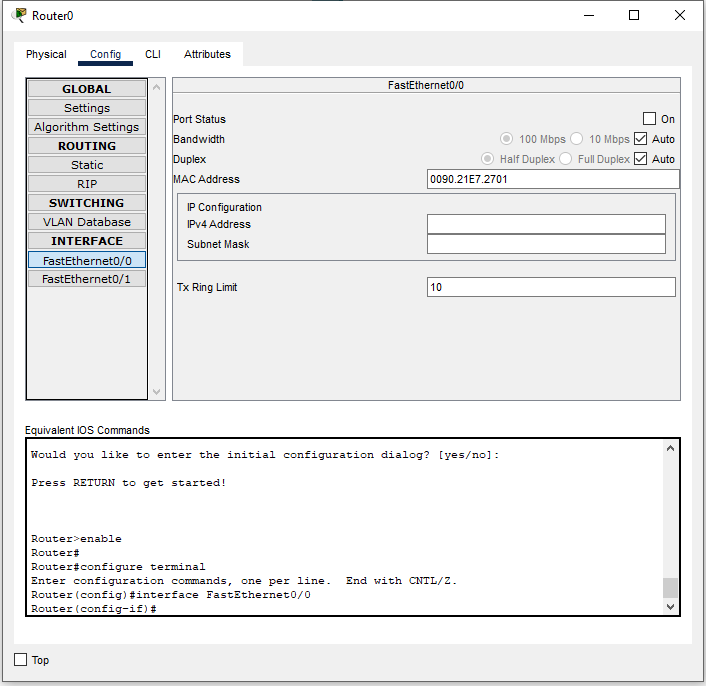 Router0
Physical Config CLI Attributes
GLOBAL
Settings
Algorithm Settings
ROUTING
Static
RIP
SWITCHING
VLAN Database
INTERFACE
FastEthernet0/0
FastEthernet0/1
FastEthernet0/0
Port Status On
Bandwidth 100 Mbps 10 Mbps Auto
Duplex Half Duplex Full Duplex Auto
MAC Address 0090.21E7.2701
IP Configuration
IPv4 Address
Subnet Mask
Tx Ring Limit 10
Equivalent IOS Commands
Would you like to enter the initial configuration dialog? [yes/no]:
Press RETURN to get started!
Router>enable
Router#
Router#configure terminal
Enter configuration commands, one per line.  End with CNTL/Z.
Router(config)#interface FastEthernet0/0
Router(config-if)#
Top